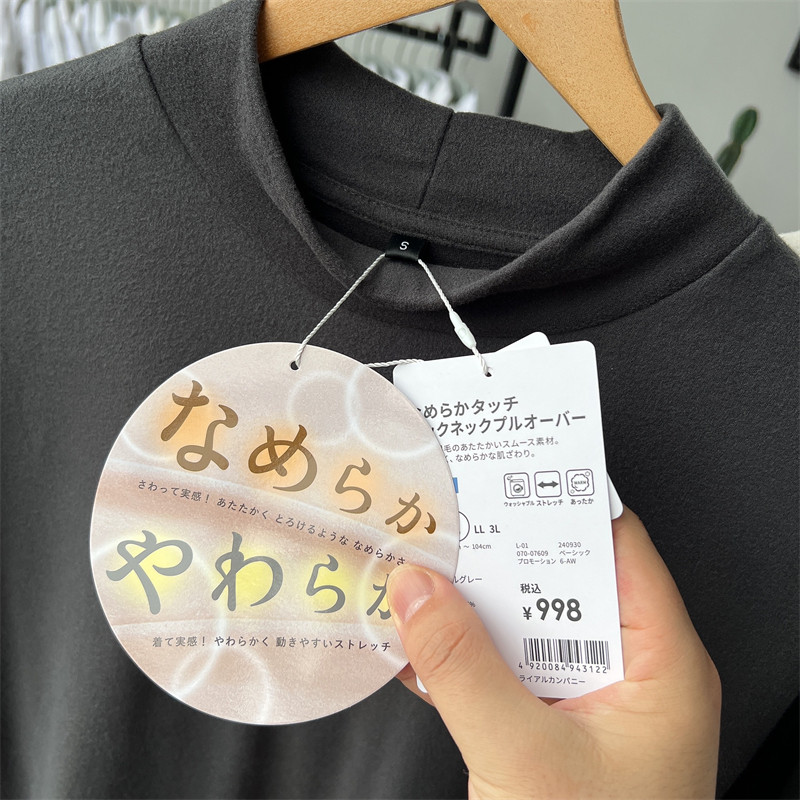 S
なめらか
さわって実感！ あたたかく とろけるような なめらかさ
やわらか
着て実感！ やわらかく 動きやすいストレッチ
めらかタッチ
クネックプルオーバー
毛のあたたかいスムース素材。
、なめらかな肌ざわり。
WARM
ウォッシャブル ストレッチ あったか
LL 3L
～ 104cm
L-01 240930
070-07609 ベーシック
プロモーション 6-AW
ルグレー
%
税込
¥998
4 920084 943122
ライアルカンパニー